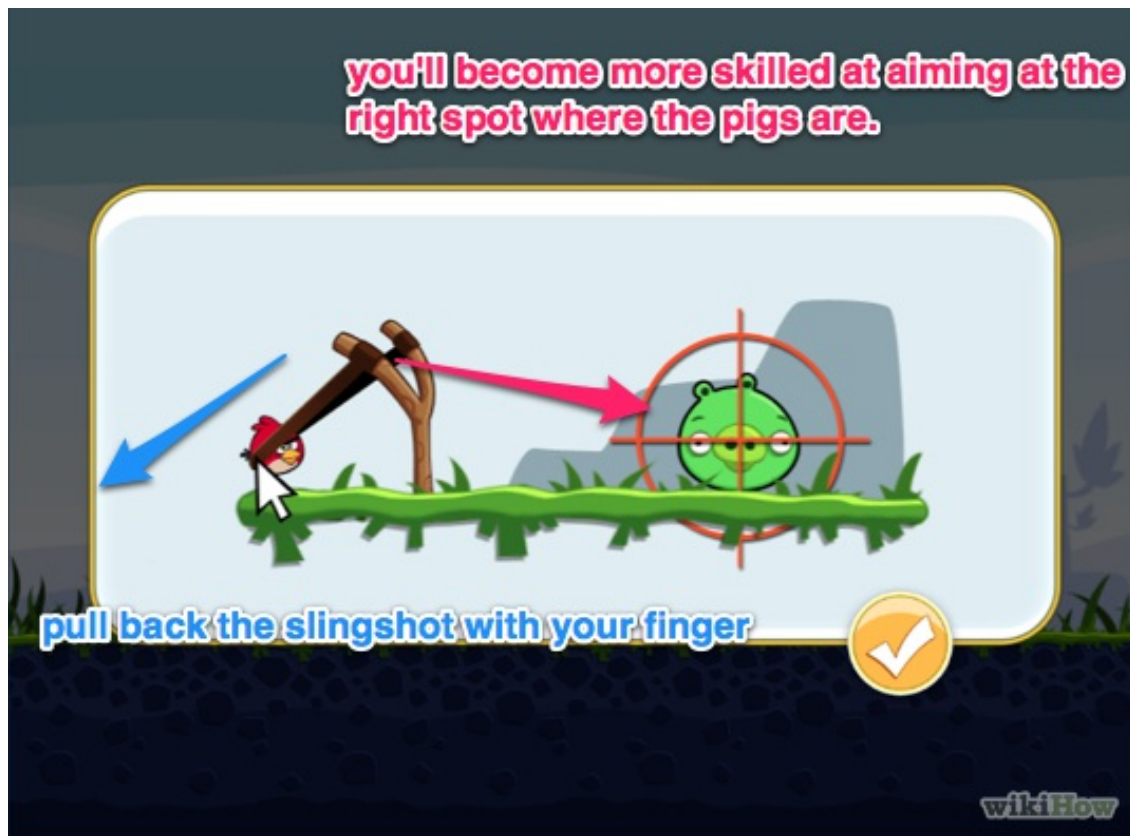 you'll become more skilled at aiming at the
right spot where the pigs are.
pull back the slingshot with your finger
wikiHow